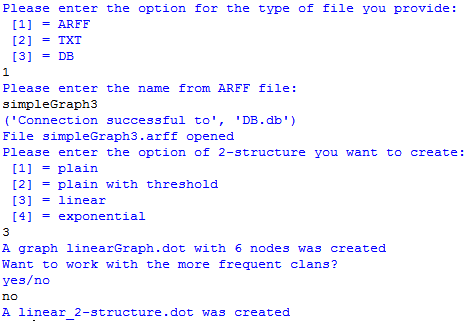 Please enter the option for the type of file you provide:
[1] = ARFF
[2] = TXT
[3] = DB
1
Please enter the name from ARFF file:
simpleGraph3
('Connection successful to', 'DB.db')
File simpleGraph3.arff opened
Please enter the option of 2-structure you want to create:
[1] = plain
[2] = plain with threshold
[3] = linear
[4] = exponential
3
A graph linearGraph.dot with 6 nodes was created
Want to work with the more frequent clans?
yes/no
no
A linear_2-structure.dot was created